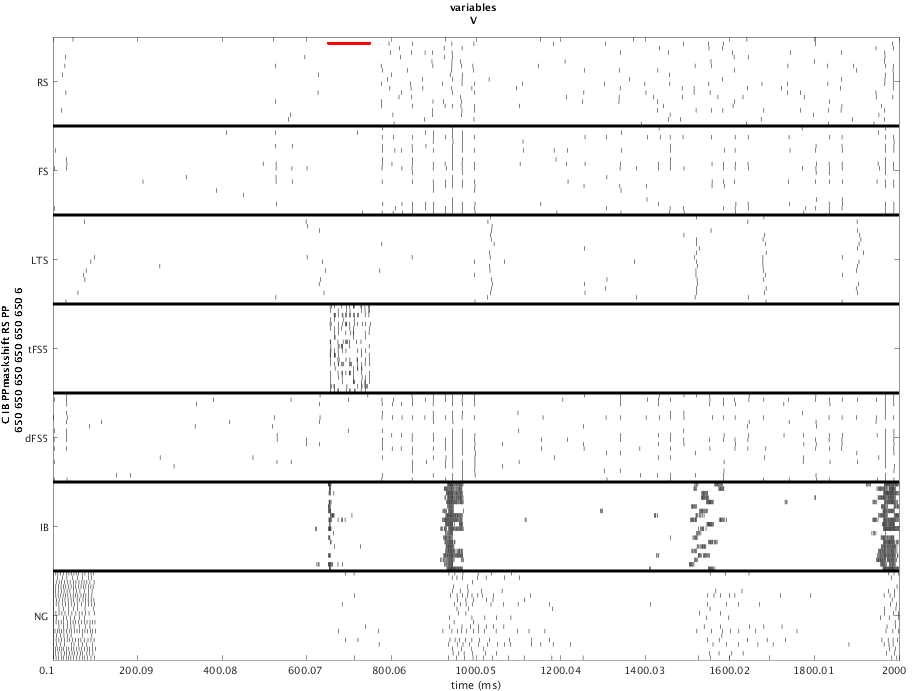 variables
V
RS
FS
LTS
tFS5
dFS5
IB
NG
C IB PPmaskshift RS PP
650 650 650 650 650 650 6
0.1 200.09 400.08 600.07 800.06 1000.05 1200.04 1400.03 1600.02 1800.01 2000
time (ms)